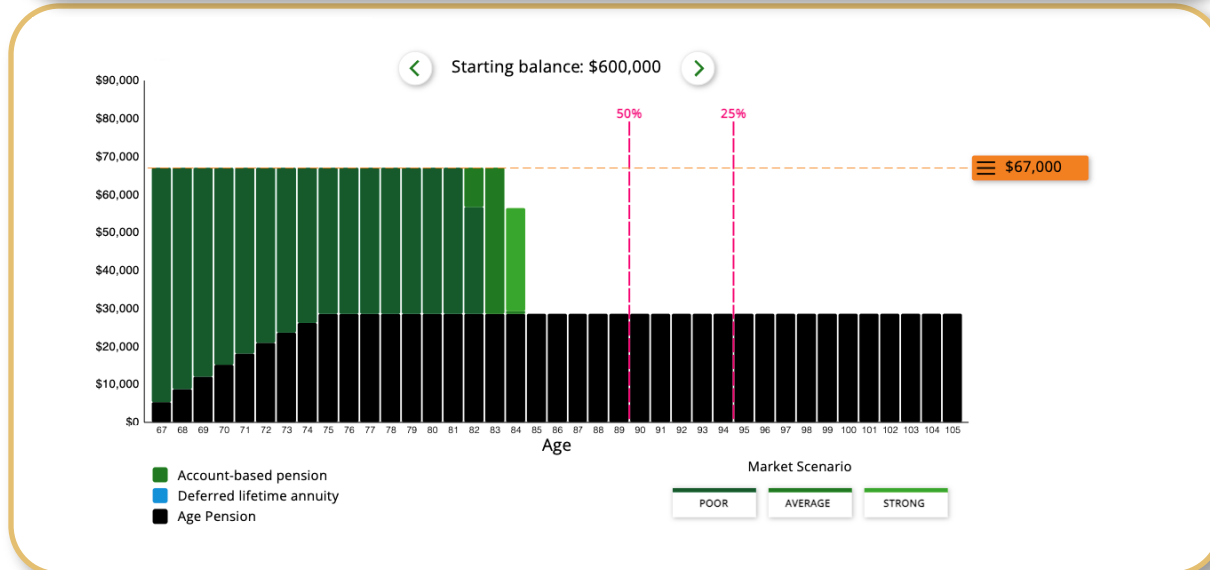 Starting balance: $600,000
$90,000
$80,000
$70,000
$60,000
$50,000
$40,000
$30,000
$20,000
$10,000
$0
50%
25%
$67,000
67 68 69 70 71 72 73 74 75 76 77 78 79 80 81 82 83 84 85 86 87 88 89 90 91 92 93 94 95 96 97 98 99 100 101 102 103 104 105
Age
Account-based pension
Deferred lifetime annuity
Age Pension
Market Scenario
POOR AVERAGE STRONG